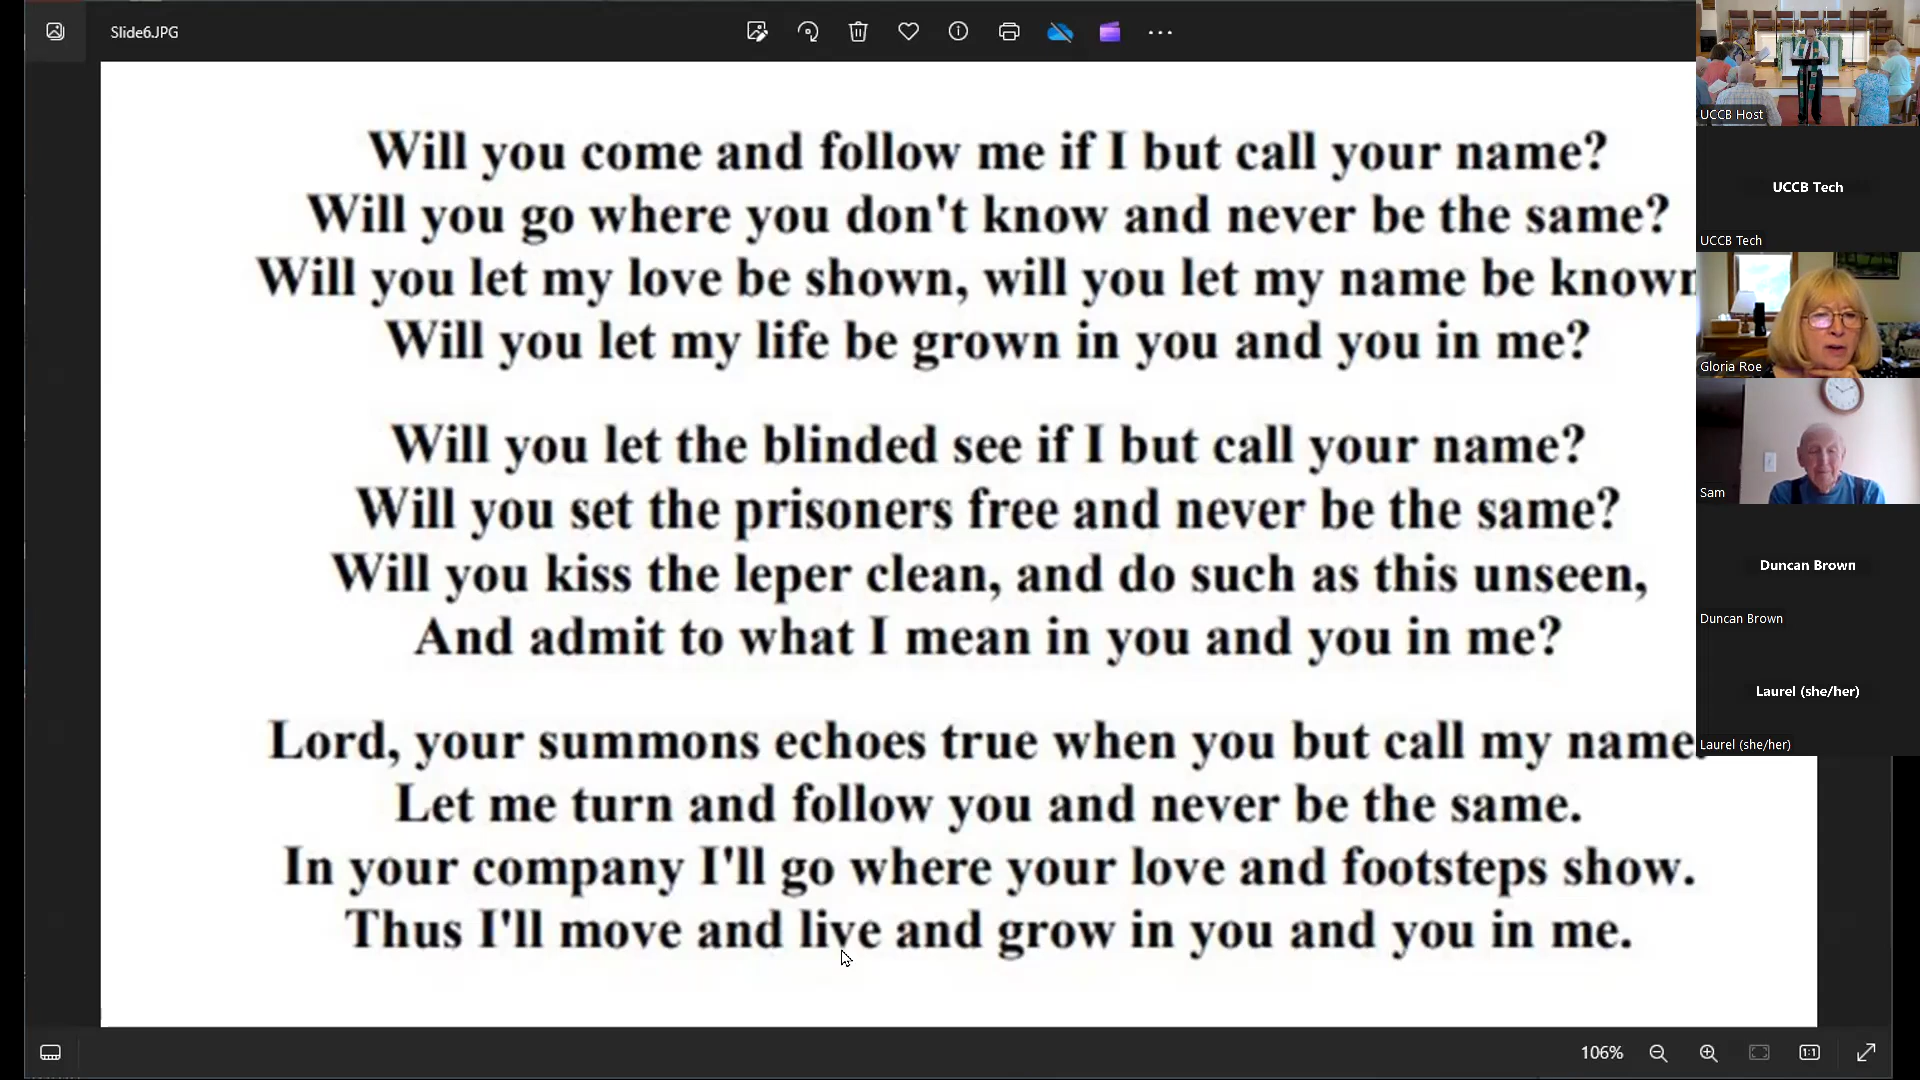 Slide6.JPG
Will you come and follow me if I but call your name?
Will you go where you don't know and never be the same?
Will you let my love be shown, will you let my name be known
Will you let my life be grown in you and you in me?
Will you let the blinded see if I but call your name?
Will you set the prisoners free and never be the same?
Will you kiss the leper clean, and do such as this unseen,
And admit to what I mean in you and you in me?
Lord, your summons echoes true when you but call my name.
Let me turn and follow you and never be the same.
In your company I'll go where your love and footsteps show.
Thus I'll move and live and grow in you and you in me.
UCCB Host
UCCB Tech
UCCB Tech
Gloria Roe
Sam
Duncan Brown
Duncan Brown
Laurel (she/her)
Laurel (she/her)
106%
1:1